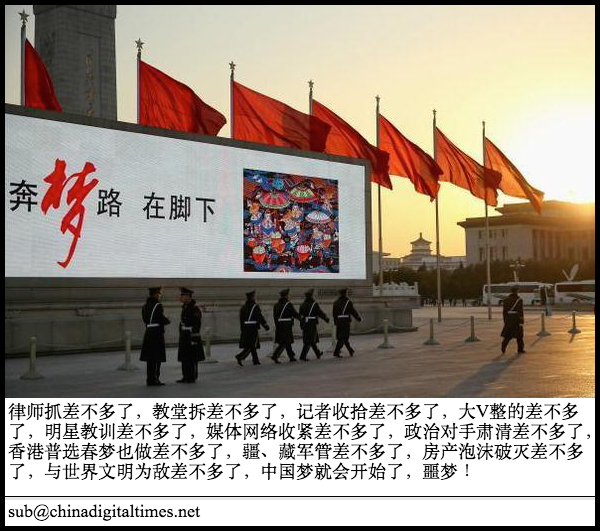 奔梦路 在脚下
律师抓差不多了，教堂拆差不多了，记者收拾差不多了，大V整的差不多
了，明星教训差不多了，媒体网络收紧差不多了，政治对手肃清差不多了，
香港普选春梦也做差不多了，疆、藏军管差不多了，房产泡沫破灭差不多
了，与世界文明为敌差不多了，中国梦就会开始了，噩梦！
sub@chinadigitaltimes.net